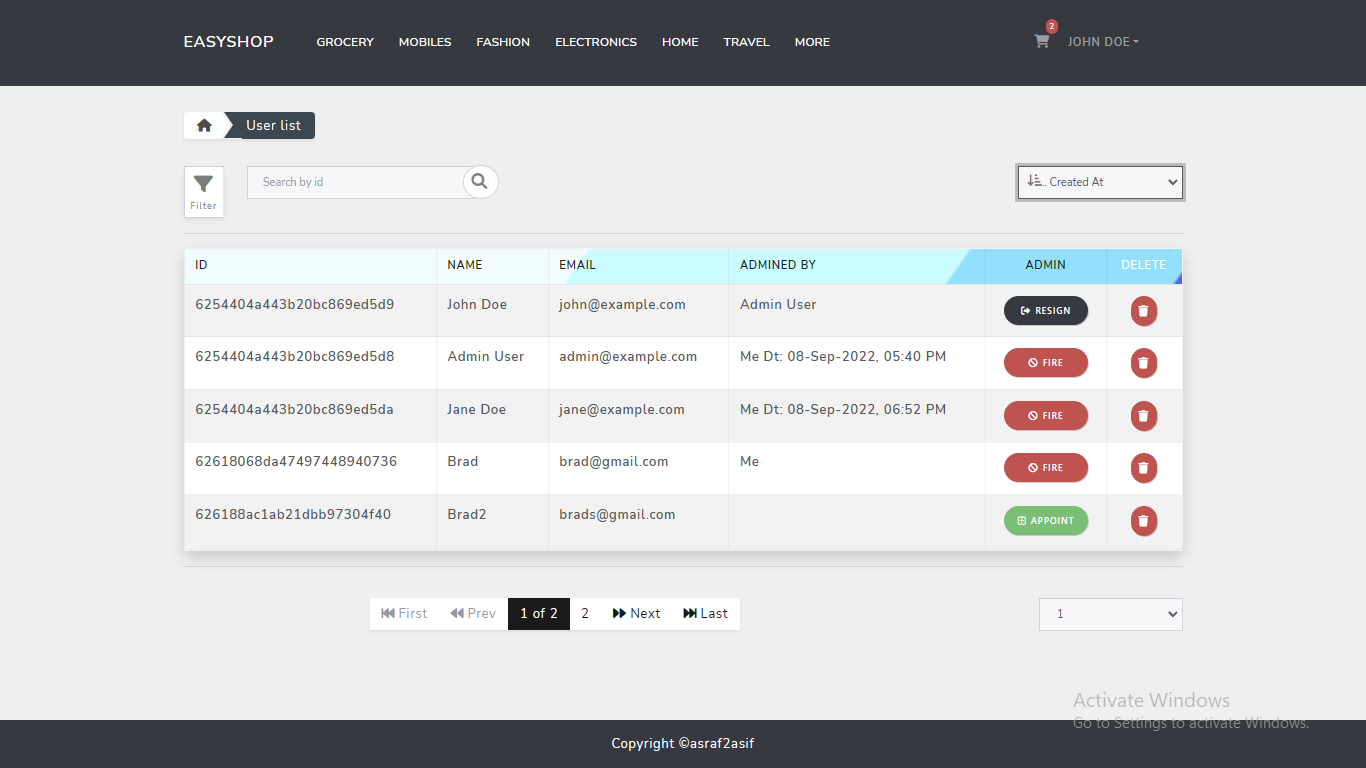 EASYSHOP GROCERY MOBILES FASHION ELECTRONICS HOME TRAVEL MORE 2 JOHN DOE
User list
Filter Search by id Created At
ID NAME EMAIL ADMINED BY ADMIN DELETE
6254404a443b20bc869ed5d9 John Doe john@example.com Admin User RESIGN
6254404a443b20bc869ed5d8 Admin User admin@example.com Me Dt: 08-Sep-2022, 05:40 PM FIRE
6254404a443b20bc869ed5da Jane Doe jane@example.com Me Dt: 08-Sep-2022, 06:52 PM FIRE
62618068da47497448940736 Brad brad@gmail.com Me FIRE
626188ac1ab21dbb97304f40 Brad2 brads@gmail.com APPOINT
First Prev 1 of 2 2 Next Last 1
Activate Windows
Go to Settings to activate Windows.
Copyright ©asraf2asif